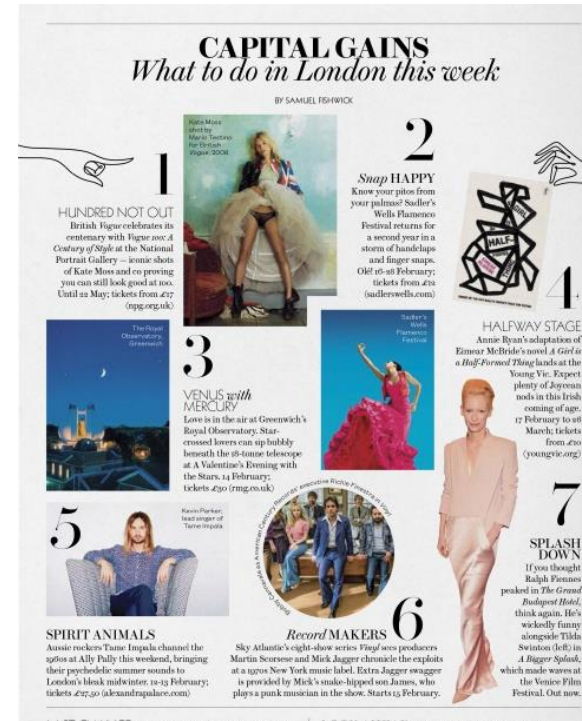 CAPITAL GAINS
What to do in London this week
BY SAMUEL FISHWICK
1
HUNDRED NOT OUT
British Vogue celebrates its
centenary with Vogue 100: A
Century of Style at the National
Portrait Gallery — iconic shots
of Kate Moss and co proving
you can still look good at 100.
Until 22 May; tickets from £17
(npg.org.uk)
Kate Moss
shot by
Mario Testino
for British
Vogue, 2008
2
Snap HAPPY
Know your pitos from
your palmas? Sadler's
Wells Flamenco
Festival returns for
a second year in a
storm of handclaps
and finger snaps.
Olé! 16-28 February;
tickets from £12
(sadlerswells.com)
GIRL
HALF-
4
HALFWAY STAGE
Annie Ryan's adaptation of
Eimear McBride's novel A Girl is
a Half-Formed Thing lands at the
Young Vic. Expect
plenty of Joycean
nods in this Irish
coming of age.
17 February to 26
March; tickets
from £10
(youngvic.org)
The Royal
Observatory,
Greenwich
3
VENUS with
MERCURY
Love is in the air at Greenwich's
Royal Observatory. Star-
crossed lovers can sip bubbly
beneath the 28-tonne telescope
at A Valentine's Evening with
the Stars. 14 February;
tickets £50 (rmg.co.uk)
Sadler's
Wells
Flamenco
Festival
5
Kevin Parker,
lead singer of
Tame Impala
SPIRIT ANIMALS
Aussie rockers Tame Impala channel the
1960s at Ally Pally this weekend, bringing
their psychedelic summer sounds to
London's bleak midwinter. 12-13 February;
tickets £27.50 (alexandrapalace.com)
Bobby Cannavale as American Century Records' executive Richie Finestra in Vinyl
6
Record MAKERS
Sky Atlantic's eight-show series Vinyl sees producers
Martin Scorsese and Mick Jagger chronicle the exploits
at a 1970s New York music label. Extra Jagger swagger
is provided by Mick's snake-hipped son James, who
plays a punk musician in the show. Starts 15 February.
7
SPLASH
DOWN
If you thought
Ralph Fiennes
peaked in The Grand
Budapest Hotel,
think again. He's
wickedly funny
alongside Tilda
Swinton (left) in
A Bigger Splash,
which made waves at
the Venice Film
Festival. Out now.